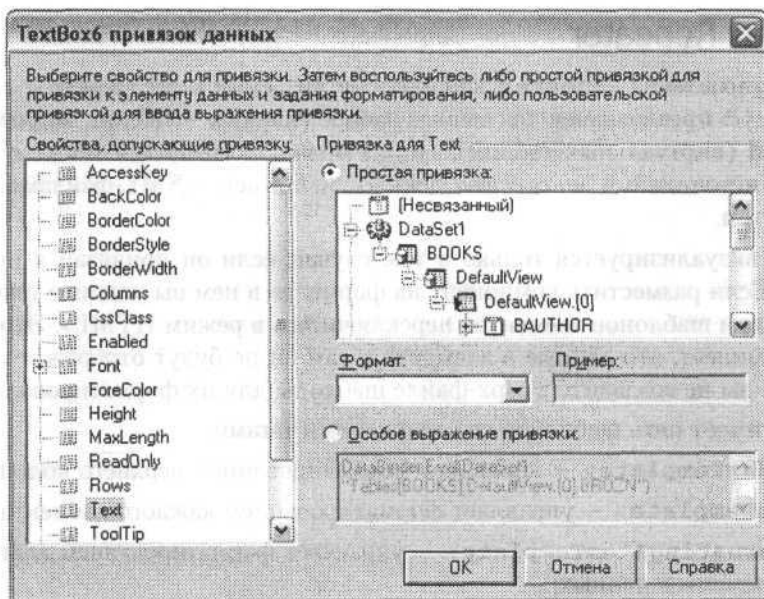 TextBox6 привязок данных
Выберите свойство для привязки. Затем воспользуйтесь либо простой привязкой для
привязки к элементу данных и задания форматирования, либо пользовательской
привязкой для ввода выражения привязки.
Свойства, допускающие привязку:
AccessKey
BackColor
BorderColor
BorderStyle
BorderWidth
Columns
CssClass
Enabled
Font
ForeColor
Height
MaxLength
ReadOnly
Rows
Text
ToolTip
Привязка для Text
Простая привязка:
(Несвязанный)
DataSet1
BOOKS
DefaultView
DefaultView.[0]
BAUTHOR
Формат:
Пример:
Особое выражение привязки:
OK
Отмена
Справка